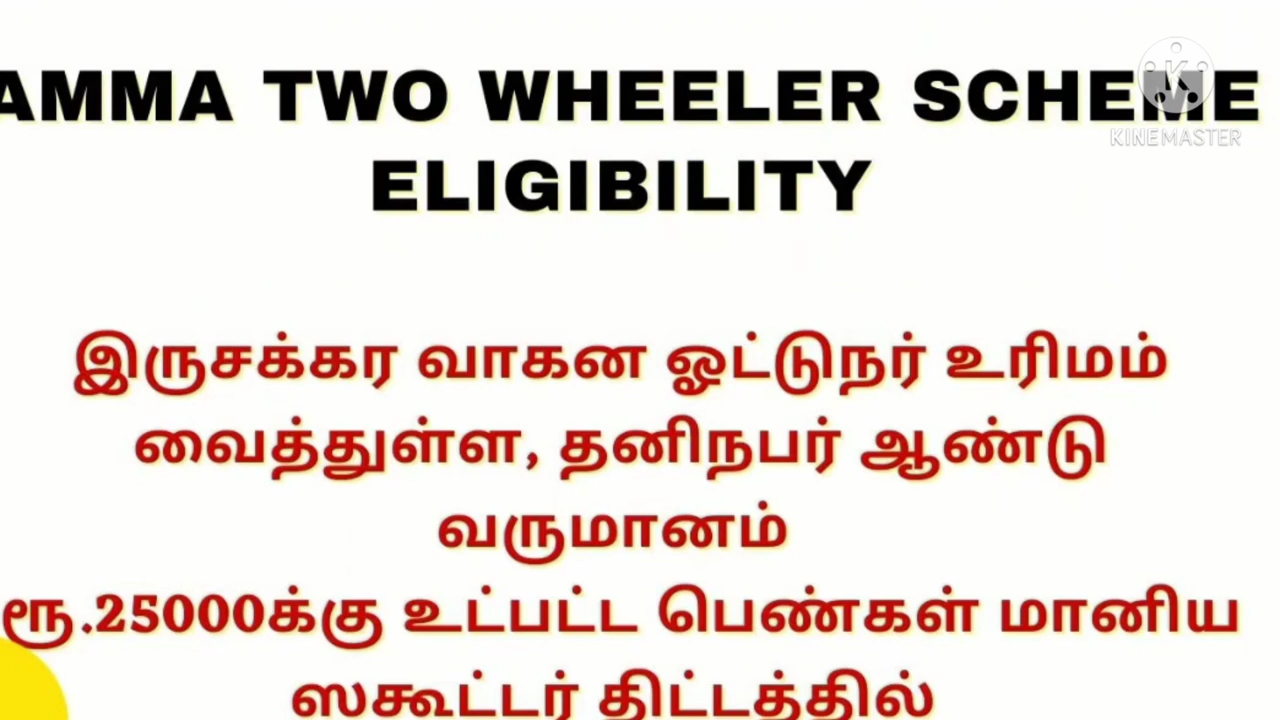 AMMA TWO WHEELER SCHEME
ELIGIBILITY
KINEMASTER
இருசக்கர வாகன ஓட்டுநர் உரிமம்
வைத்துள்ள, தனிநபர் ஆண்டு
வருமானம்
ரூ.25000க்கு உட்பட்ட பெண்கள் மானிய
ஸகூட்டர் திட்டத்தில்